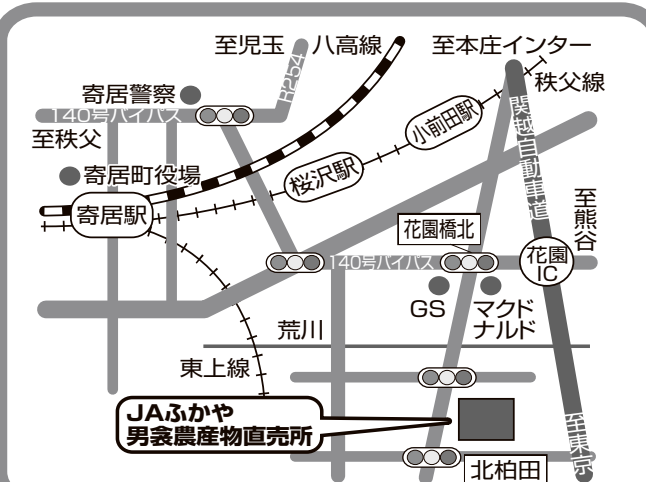 至児玉
八高線
至本庄インター
R254
秩父線
寄居警察
140号バイパス
至秩父
小前田駅
関越自動車道
寄居町役場
桜沢駅
寄居駅
花園橋北
至熊谷
140号バイパス
花園
IC
GS
マクド
ナルド
荒川
東上線
JAふかや
男衾農産物直売所
至東京
北柏田